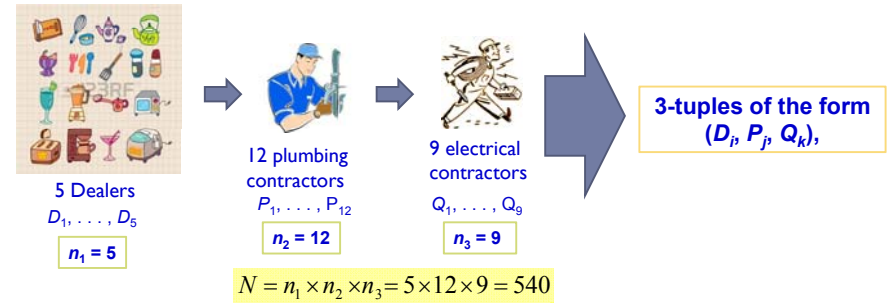 123RF
5 Dealers
D₁, . . . , D₅
n₁ = 5
12 plumbing
contractors
P₁, . . . , P₁₂
n₂ = 12
9 electrical
contractors
Q₁, . . . , Q₉
n₃ = 9
3-tuples of the form
(Dᵢ, Pⱼ, Qₖ),
N = n₁ × n₂ × n₃ = 5 × 12 × 9 = 540